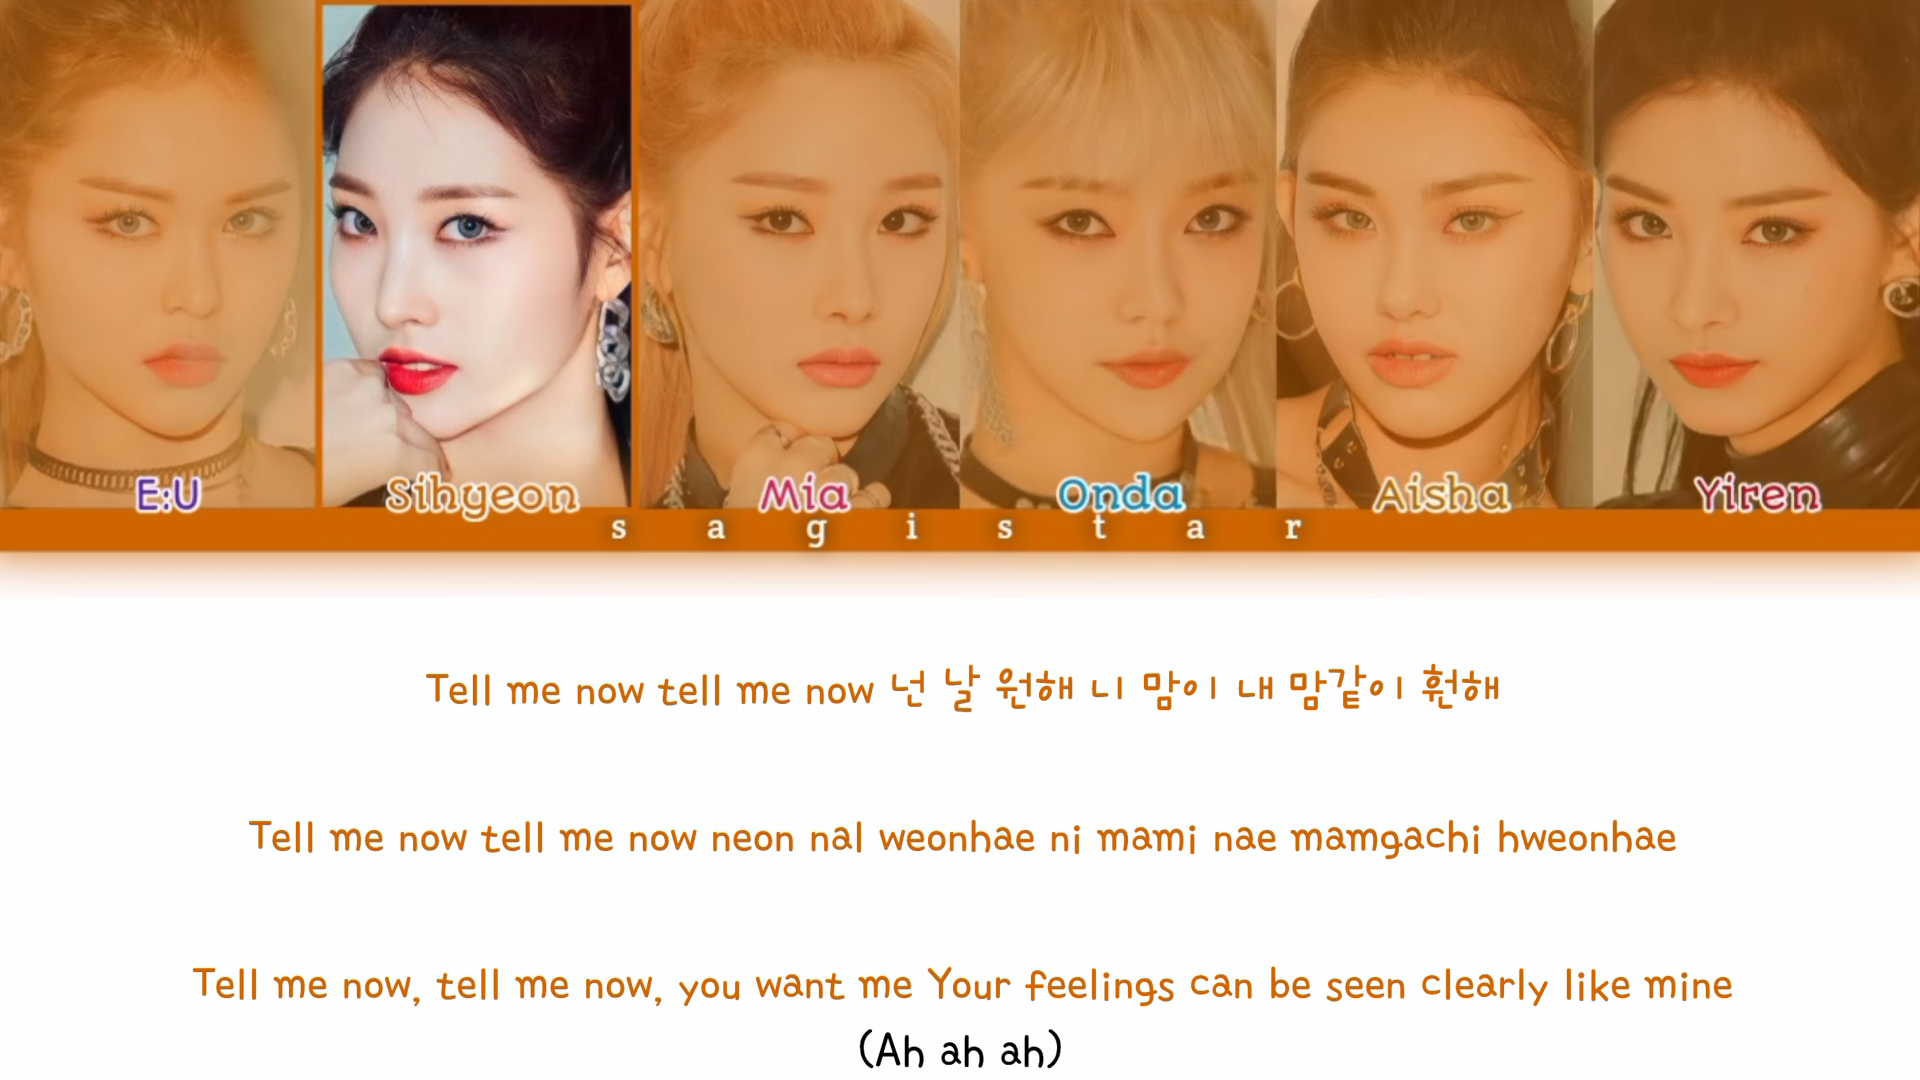 E:U Sihyeon Mia Onda Aisha Yiren
s a g i s t a r
Tell me now tell me now 넌 날 원해 니 맘이 내 맘같이 훤해
Tell me now tell me now neon nal weonhae ni mami nae mamgachi hweonhae
Tell me now, tell me now, you want me Your feelings can be seen clearly like mine
(Ah ah ah)